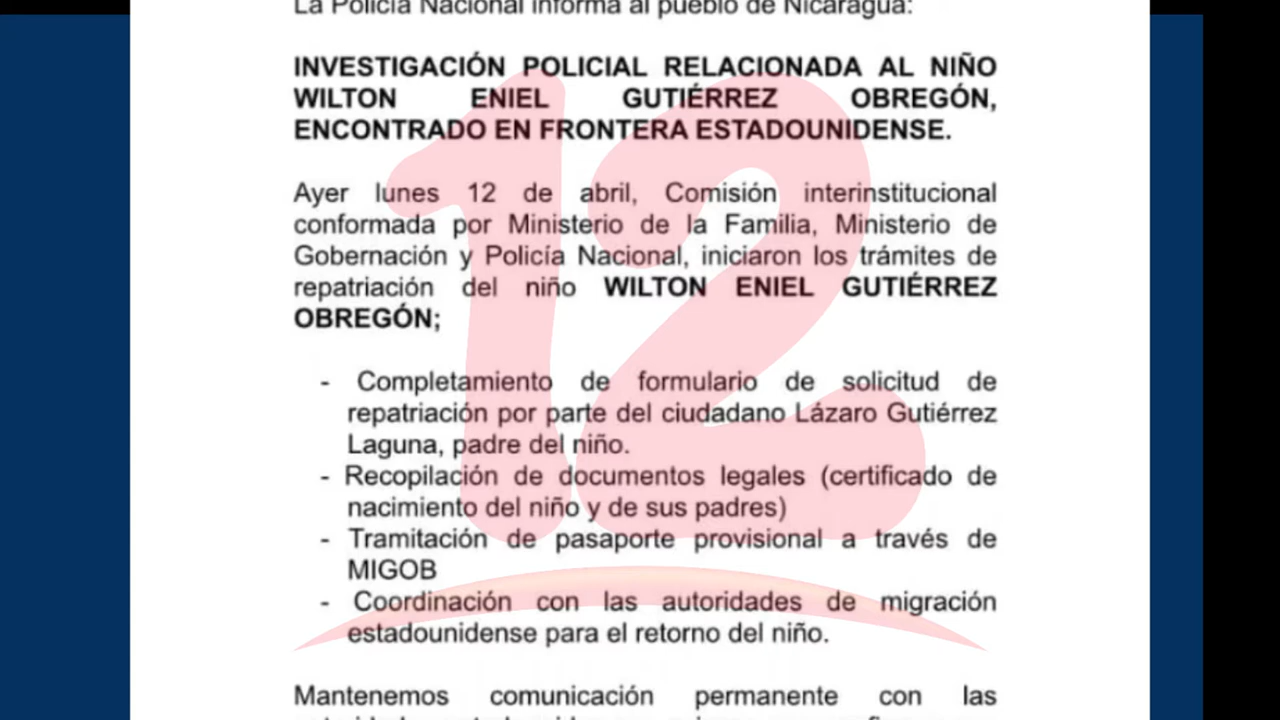 La Policía Nacional informa al pueblo de Nicaragua:
INVESTIGACIÓN POLICIAL RELACIONADA AL NIÑO
WILTON ENIEL GUTIÉRREZ OBREGÓN,
ENCONTRADO EN FRONTERA ESTADOUNIDENSE.
Ayer lunes 12 de abril, Comisión interinstitucional
conformada por Ministerio de la Familia, Ministerio de
Gobernación y Policía Nacional, iniciaron los trámites de
repatriación del niño WILTON ENIEL GUTIÉRREZ
OBREGÓN;
- Completamiento de formulario de solicitud de
repatriación por parte del ciudadano Lázaro Gutiérrez
Laguna, padre del niño.
- Recopilación de documentos legales (certificado de
nacimiento del niño y de sus padres)
- Tramitación de pasaporte provisional a través de
MIGOB
- Coordinación con las autoridades de migración
estadounidense para el retorno del niño.
Mantenemos comunicación permanente con las
12